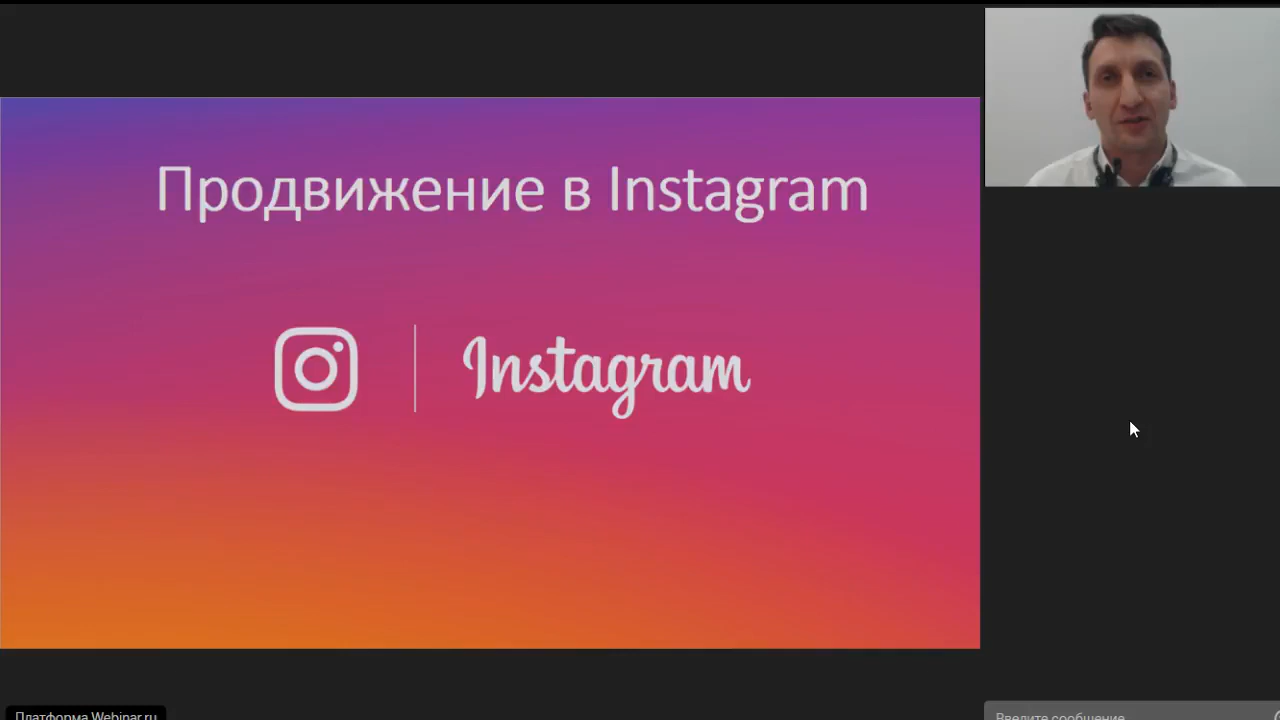 Продвижение в Instagram
Instagram
Платформа Webinar.ru
Введите сообщение